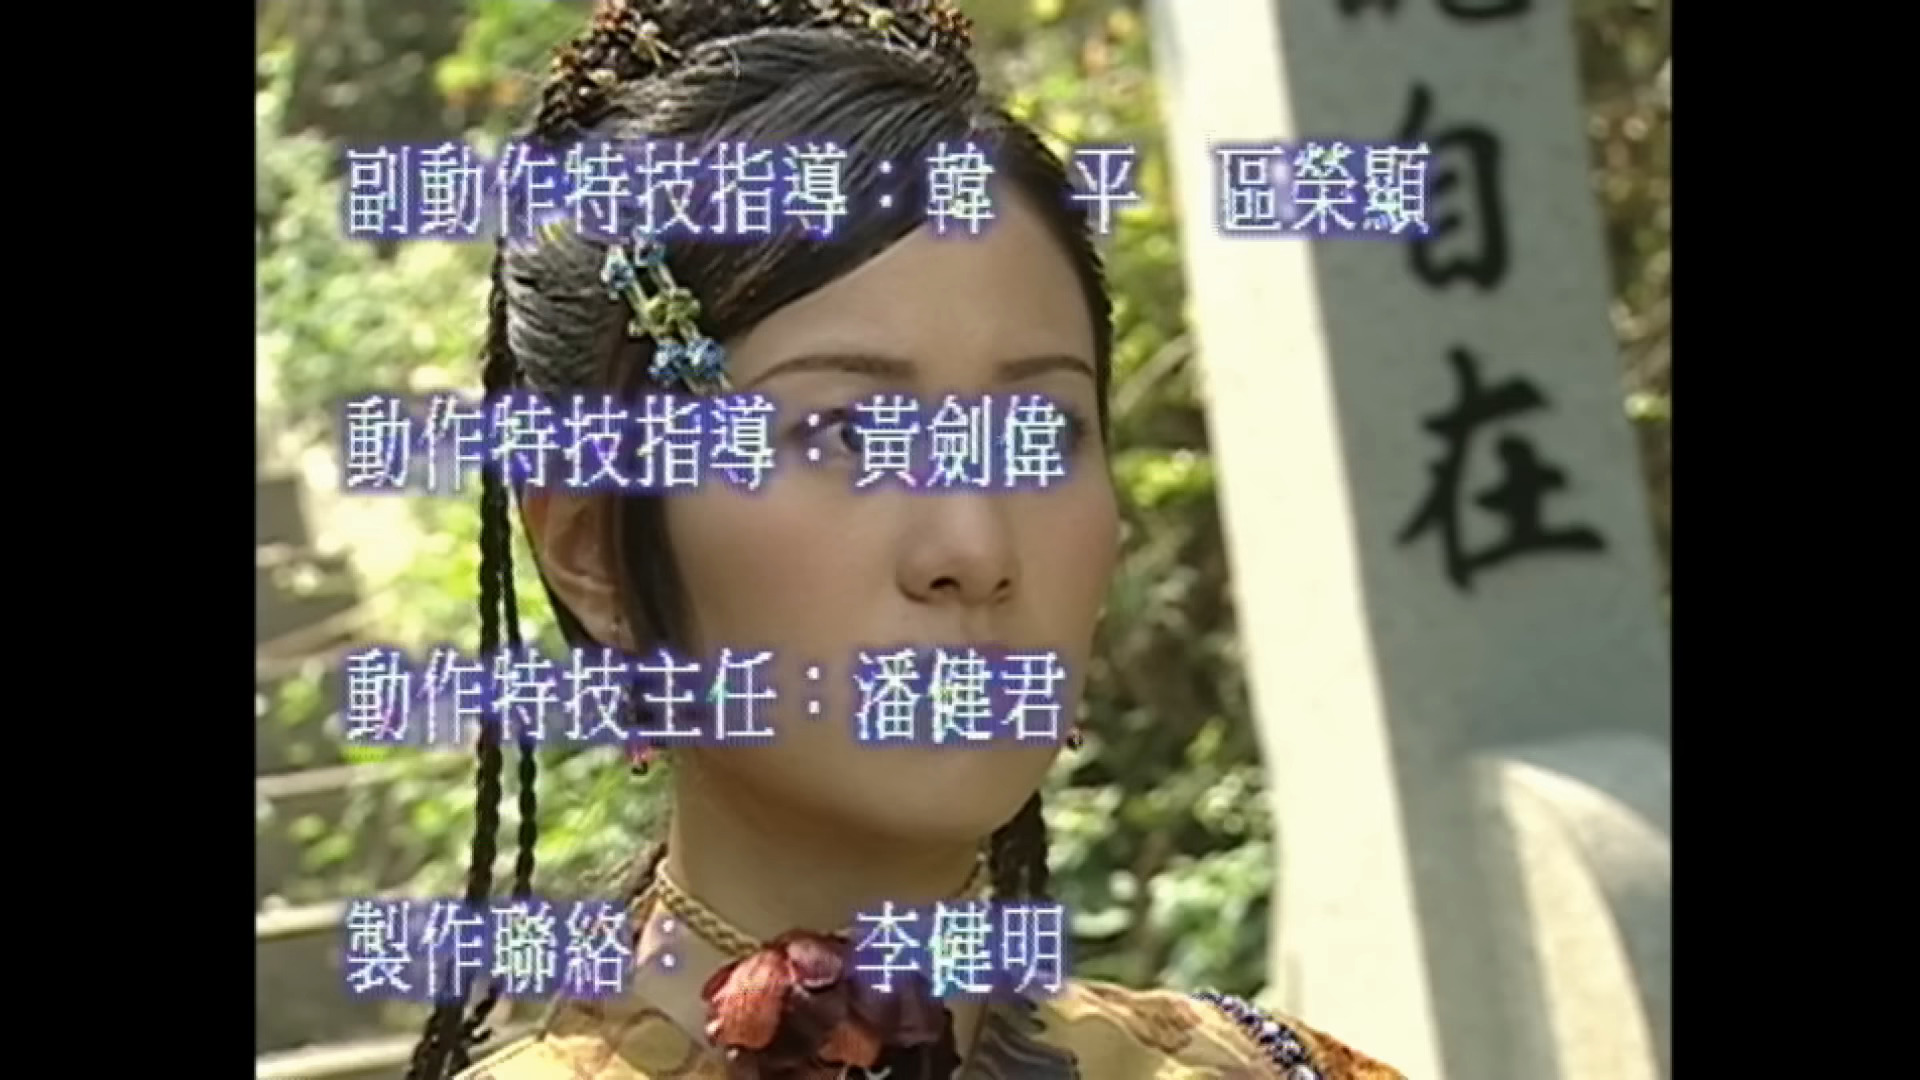 副動作特技指導：韓　平　區榮顯
動作特技指導：黃劍偉
動作特技主任：潘健君
製作聯絡：　　李健明
自在